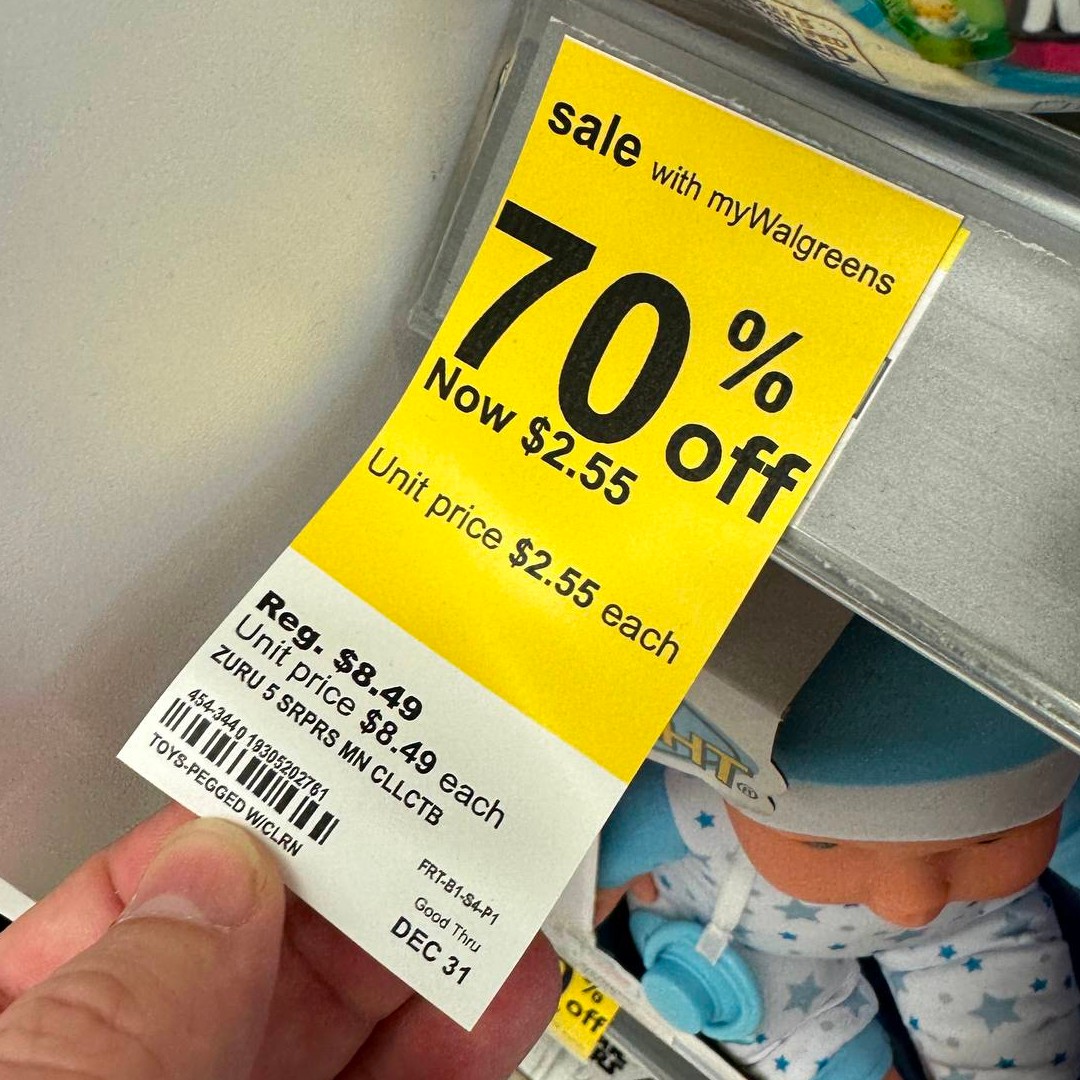 sale with myWalgreens
70% off
Now $2.55
Unit price $2.55 each
Reg. $8.49
Unit price $8.49 each
ZURU 5 SRPRS MN CLLCTB
454-3440 19305202761
TOYS-PEGGED W/CLRN
FRT-B1-S4-P1
Good Thru
DEC 31
HT®
% off